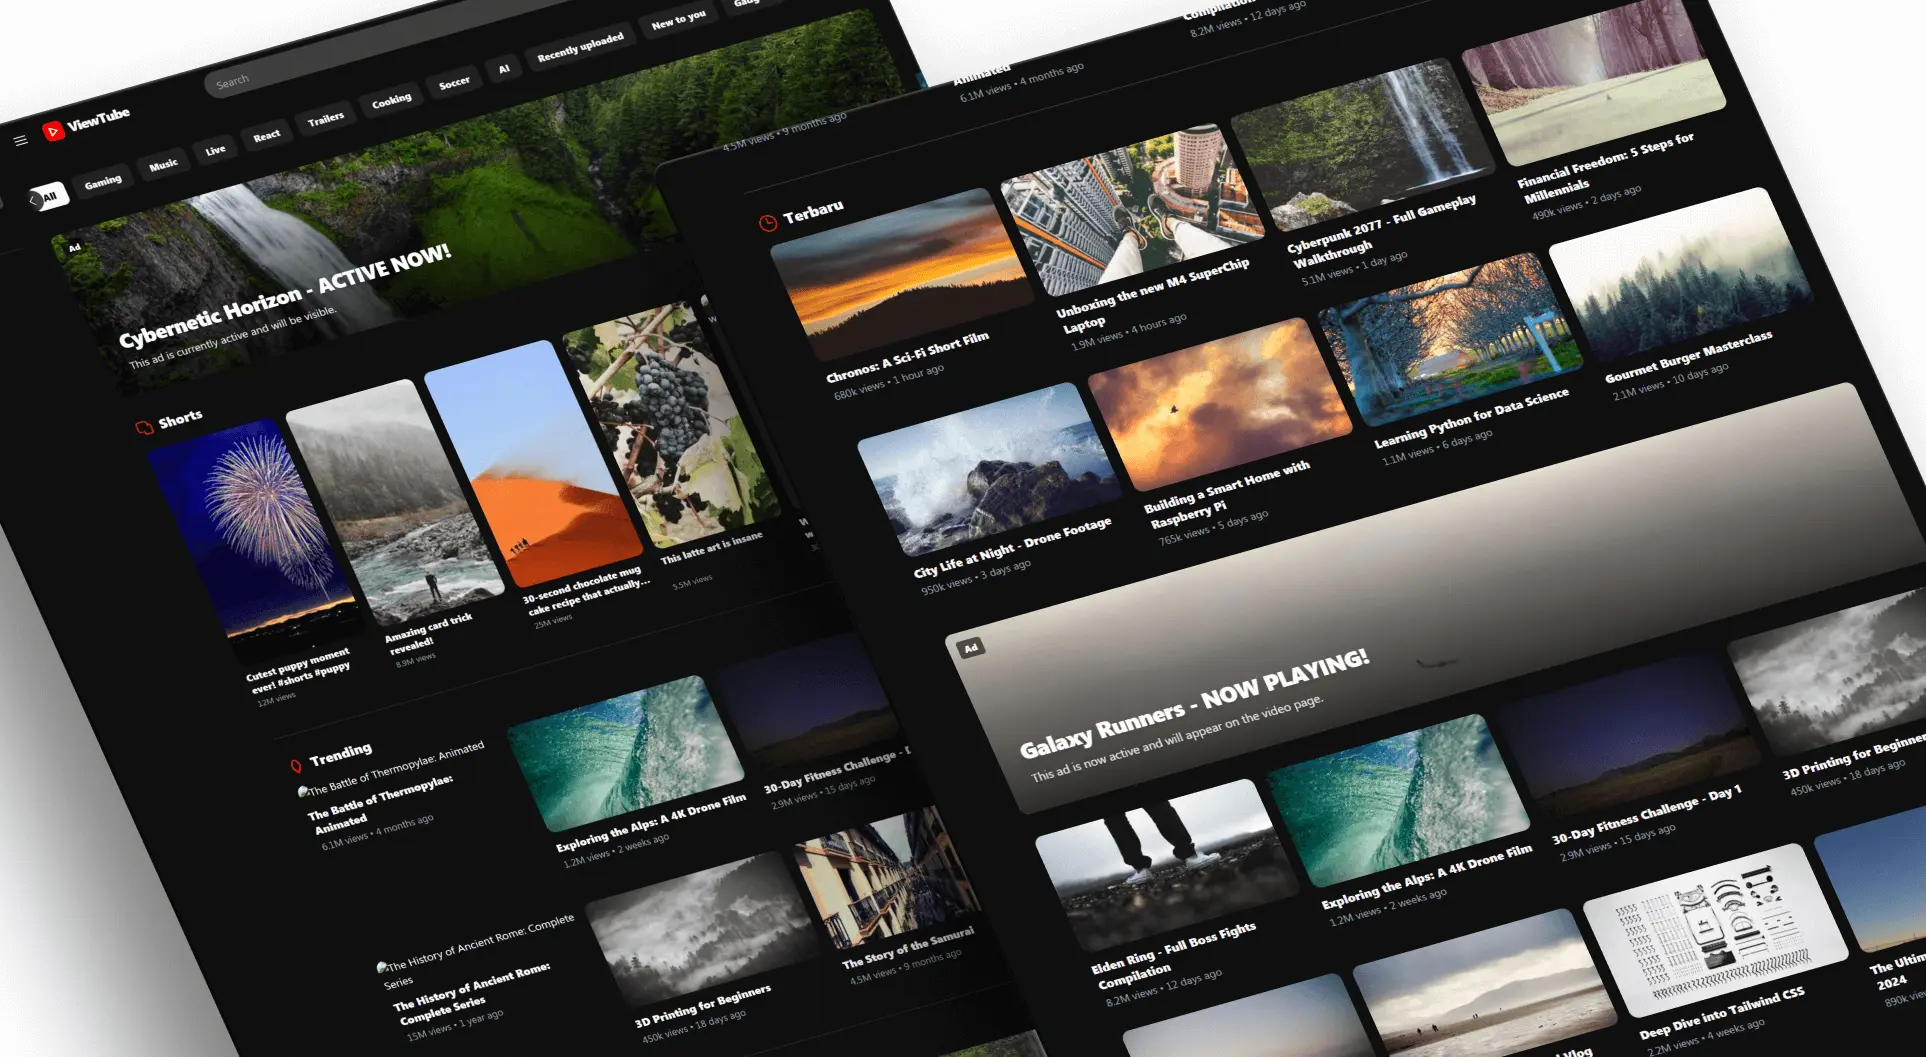 ViewTube
Search
All
Gaming
Music
Live
React
Trailers
Cooking
Soccer
AI
Recently uploaded
New to you
Ad
Cybernetic Horizon - ACTIVE NOW!
This ad is currently active and will be visible.
Shorts
Cutest puppy moment
ever! #shorts #puppy
12M views
Amazing card trick
revealed!
8.9M views
30-second chocolate mug
cake recipe that actually...
25M views
This latte art is insane
5.5M views
Trending
The Battle of Thermopylae: Animated
The Battle of Thermopylae:
Animated
6.1M views • 4 months ago
Exploring the Alps: A 4K Drone Film
1.2M views • 2 weeks ago
30-Day Fitness Challenge - D
2.9M views • 15 days ago
The History of Ancient Rome: Complete
Series
The History of Ancient Rome:
Complete Series
15M views • 1 year ago
3D Printing for Beginners
450k views • 18 days ago
The Story of the Samurai
4.5M views • 9 months ago
4.5M views • 9 months ago
Animated
6.1M views • 4 months ago
Compilation
8.2M views • 12 days ago
Terbaru
Chronos: A Sci-Fi Short Film
680k views • 1 hour ago
Unboxing the new M4 SuperChip
Laptop
1.9M views • 4 hours ago
Cyberpunk 2077 - Full Gameplay
Walkthrough
5.1M views • 1 day ago
Financial Freedom: 5 Steps for
Millennials
490k views • 2 days ago
City Life at Night - Drone Footage
950k views • 3 days ago
Building a Smart Home with
Raspberry Pi
765k views • 5 days ago
Learning Python for Data Science
1.1M views • 6 days ago
Gourmet Burger Masterclass
2.1M views • 10 days ago
Ad
Galaxy Runners - NOW PLAYING!
This ad is now active and will appear on the video page.
Elden Ring - Full Boss Fights
Compilation
8.2M views • 12 days ago
Exploring the Alps: A 4K Drone Film
1.2M views • 2 weeks ago
30-Day Fitness Challenge - Day 1
2.9M views • 15 days ago
3D Printing for Beginner
450k views • 18 days ago
Vlog
Deep Dive into Tailwind CSS
2.2M views • 4 weeks ago
The Ultim
2024
890k vie